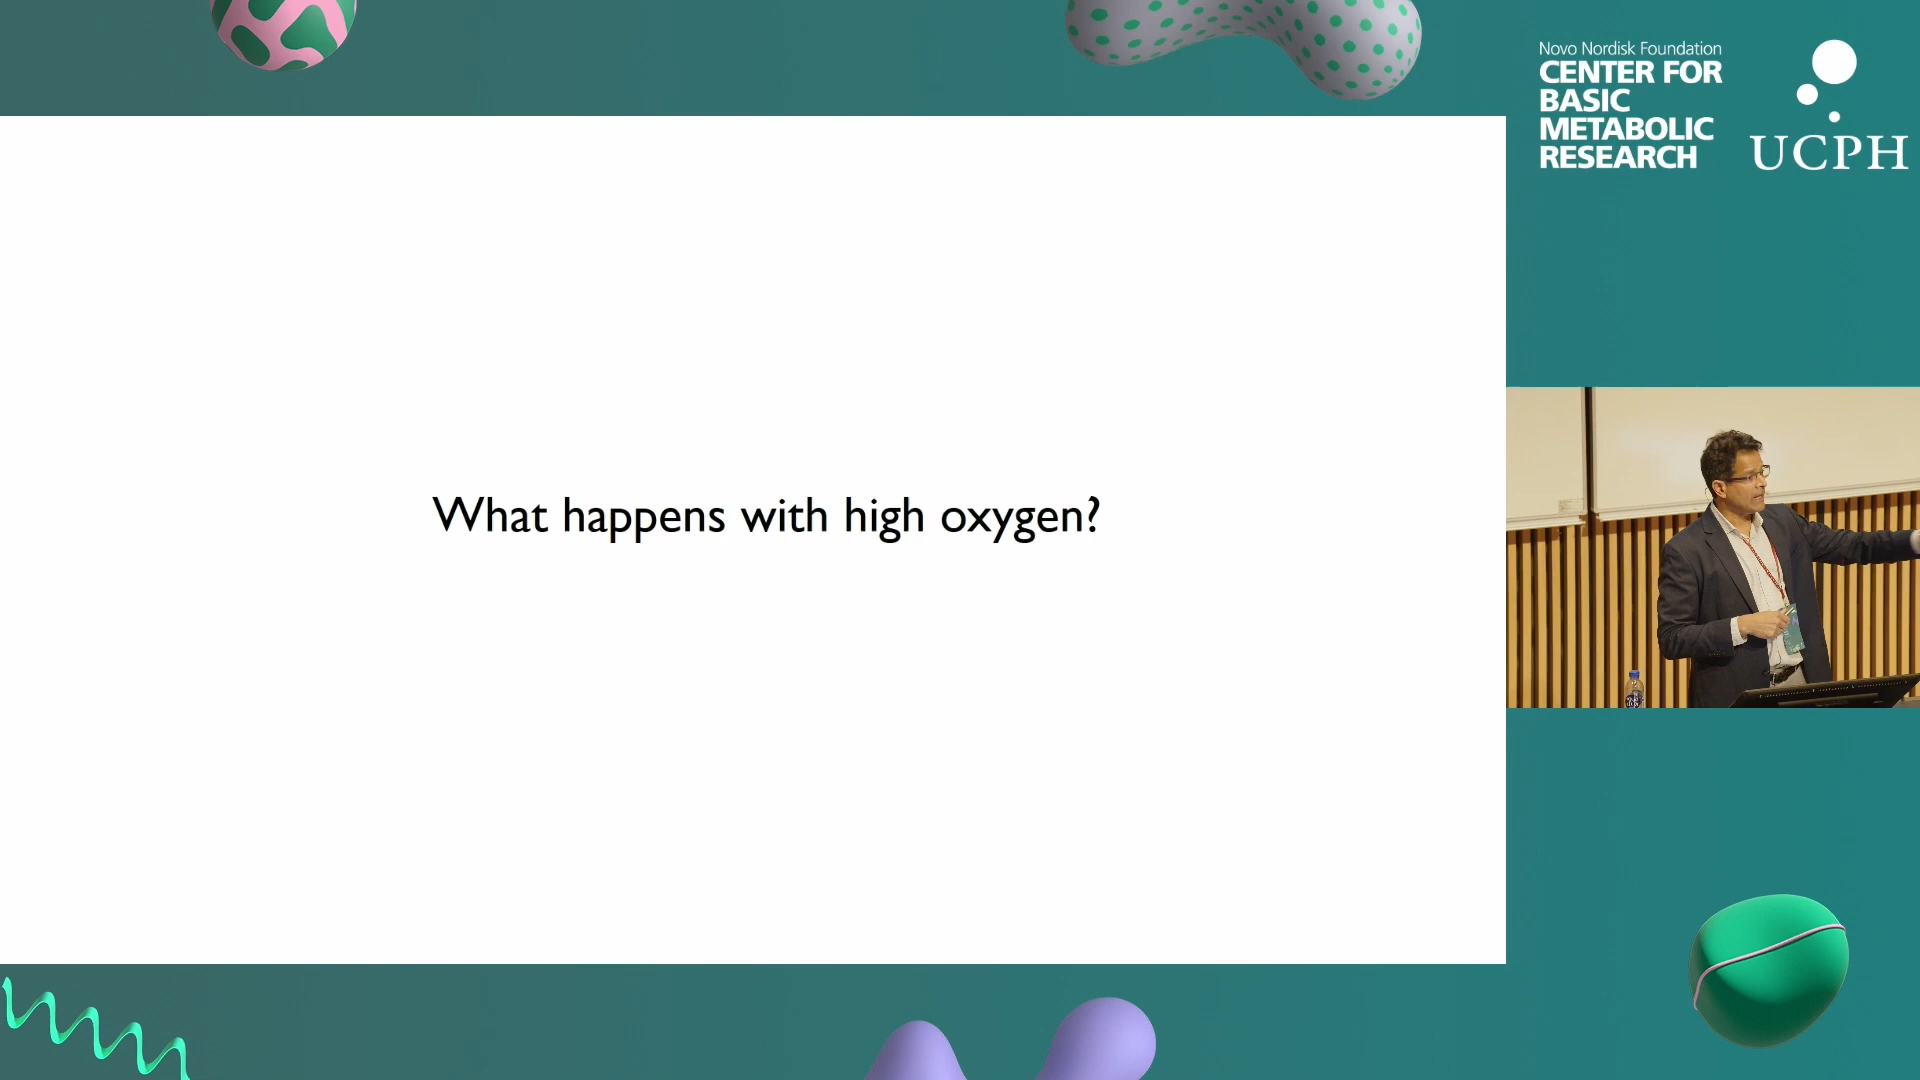 Novo Nordisk Foundation
CENTER FOR
BASIC
METABOLIC
RESEARCH
UCPH
What happens with high oxygen?